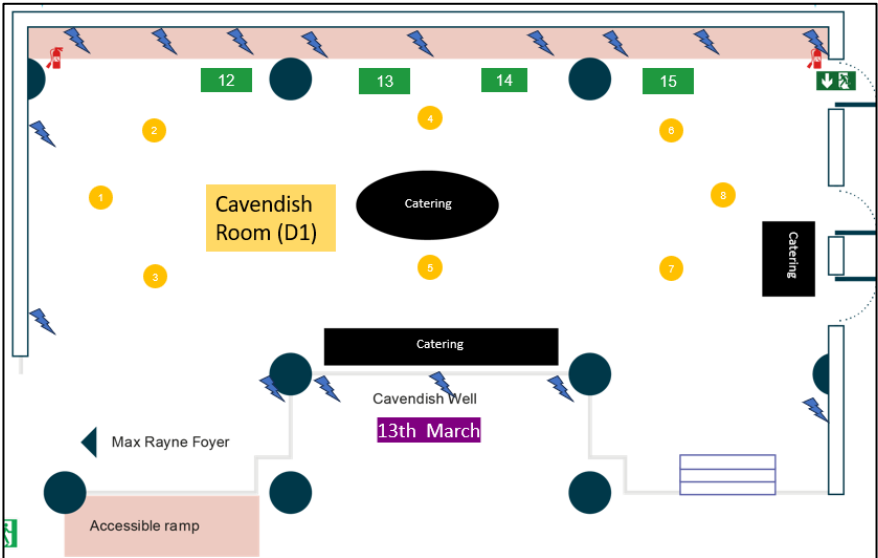 12
13
14
15
2
4
6
1
Cavendish
Room (D1)
Catering
8
3
5
7
Catering
Catering
Cavendish Well
13th March
Max Rayne Foyer
Accessible ramp